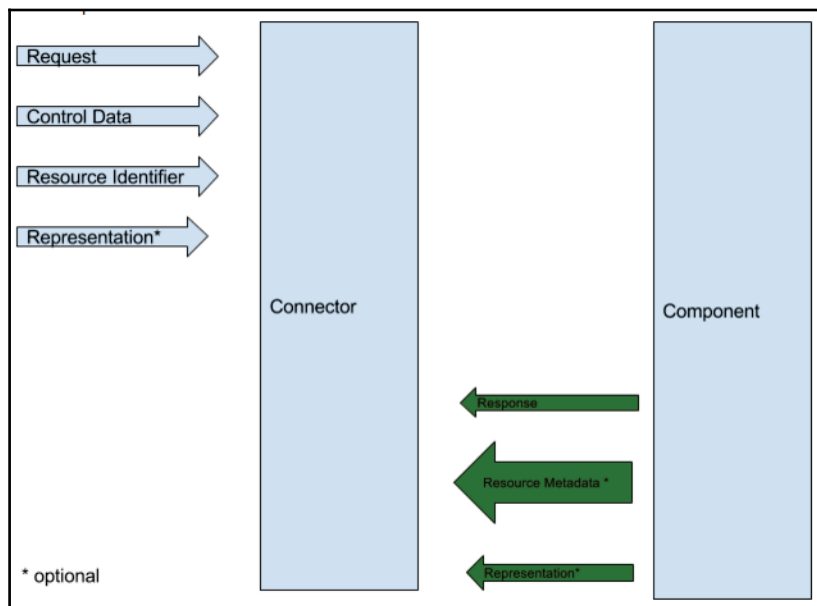 Request
Control Data
Resource Identifier
Representation*
Connector
Component
Response
Resource Metadata *
Representation*
* optional